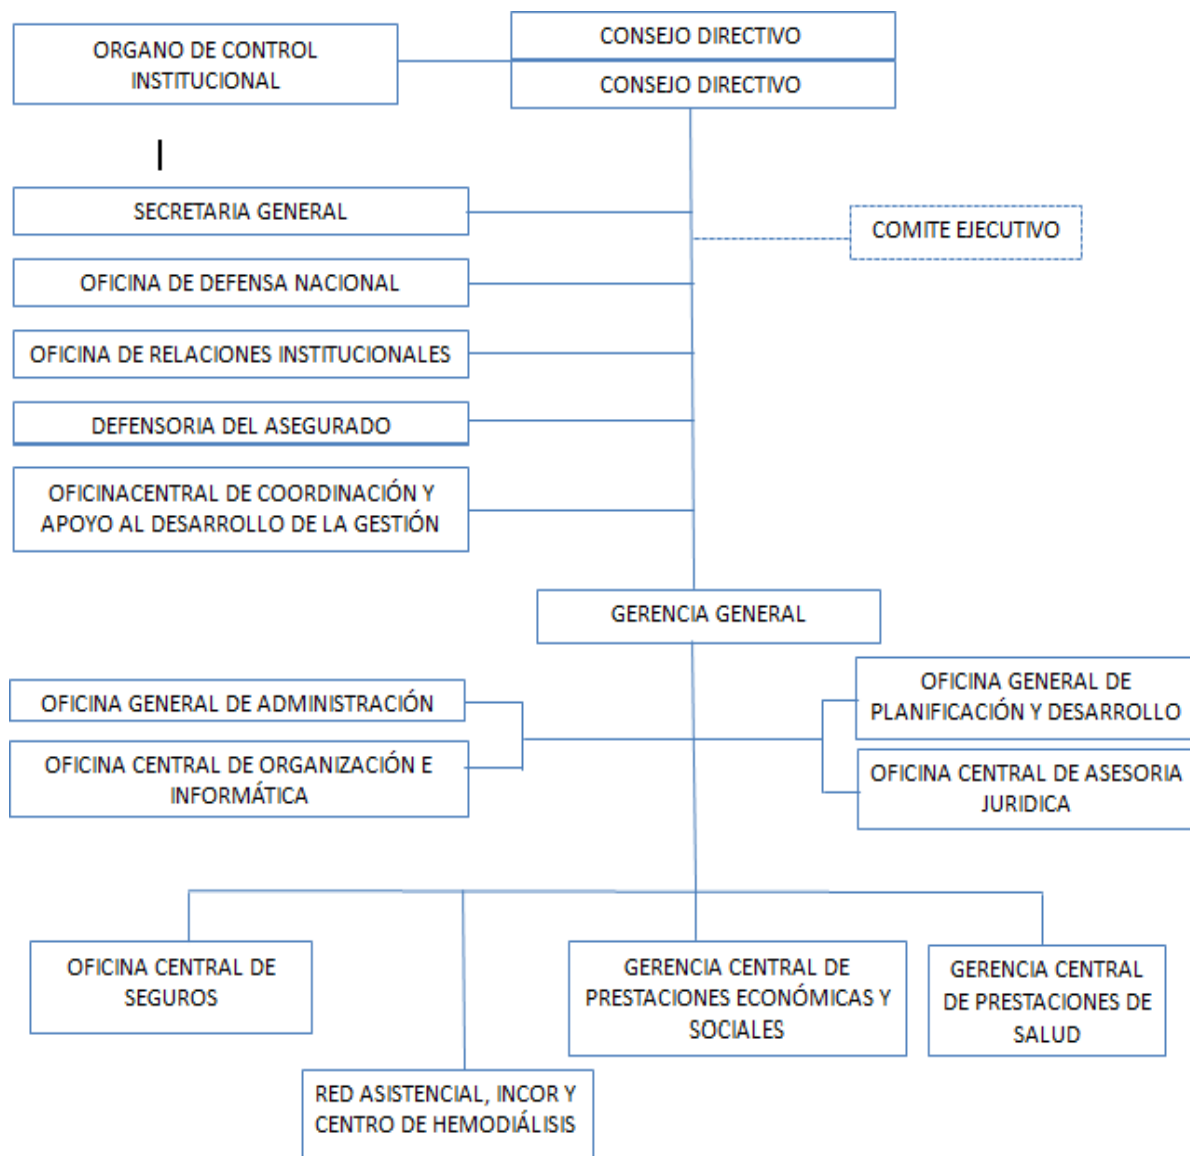 ORGANO DE CONTROL
INSTITUCIONAL
CONSEJO DIRECTIVO
CONSEJO DIRECTIVO
SECRETARIA GENERAL
COMITE EJECUTIVO
OFICINA DE DEFENSA NACIONAL
OFICINA DE RELACIONES INSTITUCIONALES
DEFENSORIA DEL ASEGURADO
OFICINACENTRAL DE COORDINACIÓN Y
APOYO AL DESARROLLO DE LA GESTIÓN
GERENCIA GENERAL
OFICINA GENERAL DE ADMINISTRACIÓN
OFICINA GENERAL DE
PLANIFICACIÓN Y DESARROLLO
OFICINA CENTRAL DE ORGANIZACIÓN E
INFORMÁTICA
OFICINA CENTRAL DE ASESORIA
JURIDICA
OFICINA CENTRAL DE
SEGUROS
GERENCIA CENTRAL DE
PRESTACIONES ECONÓMICAS Y
SOCIALES
GERENCIA CENTRAL
DE PRESTACIONES DE
SALUD
RED ASISTENCIAL, INCOR Y
CENTRO DE HEMODIÁLISIS